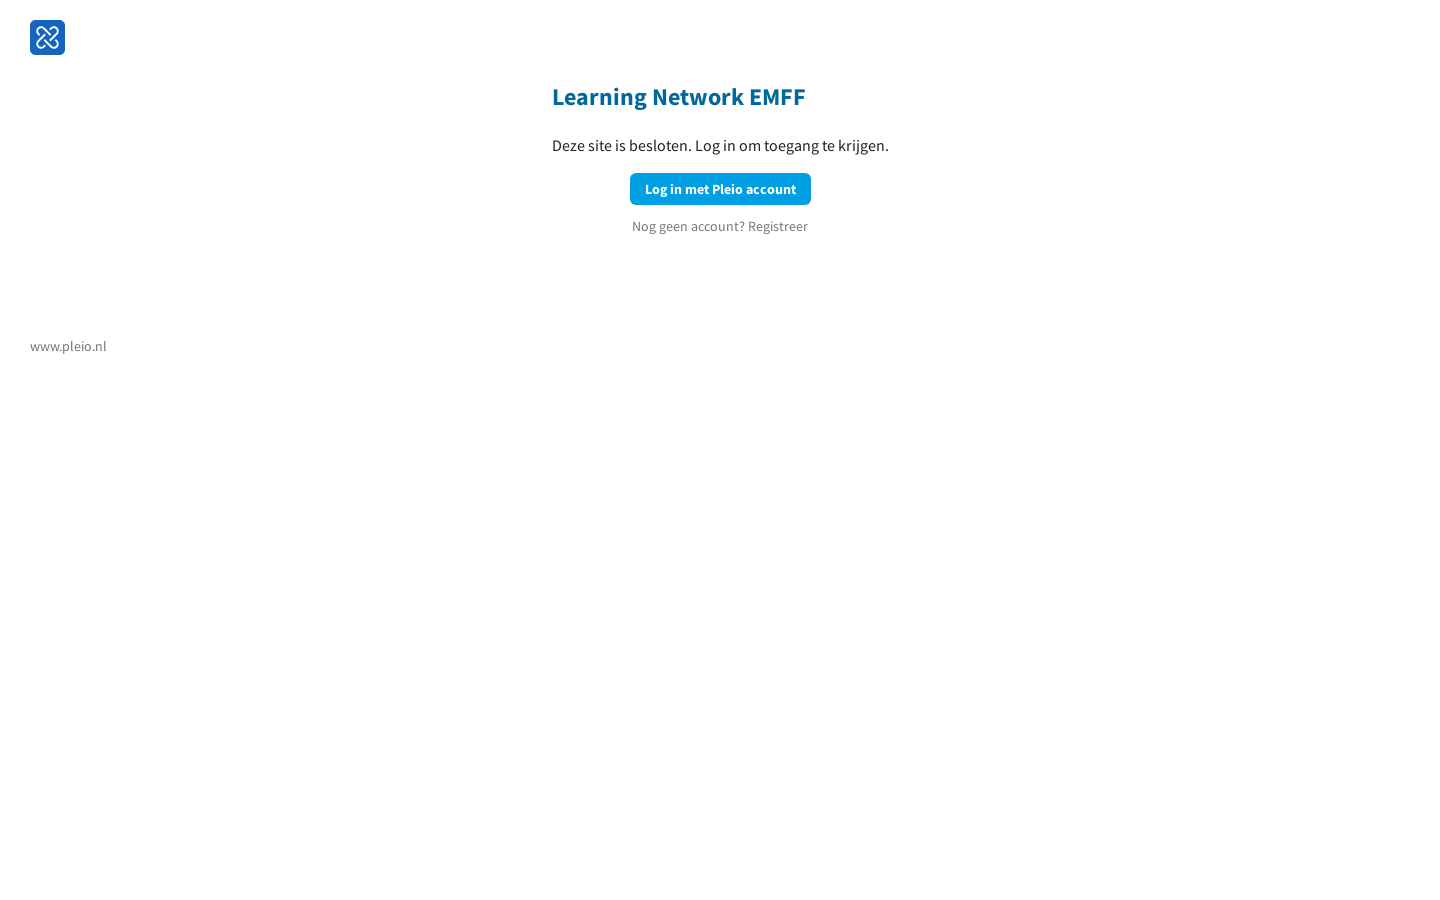 Learning Network EMFF
Deze site is besloten. Log in om toegang te krijgen.
Log in met Pleio account
Nog geen account? Registreer
www.pleio.nl